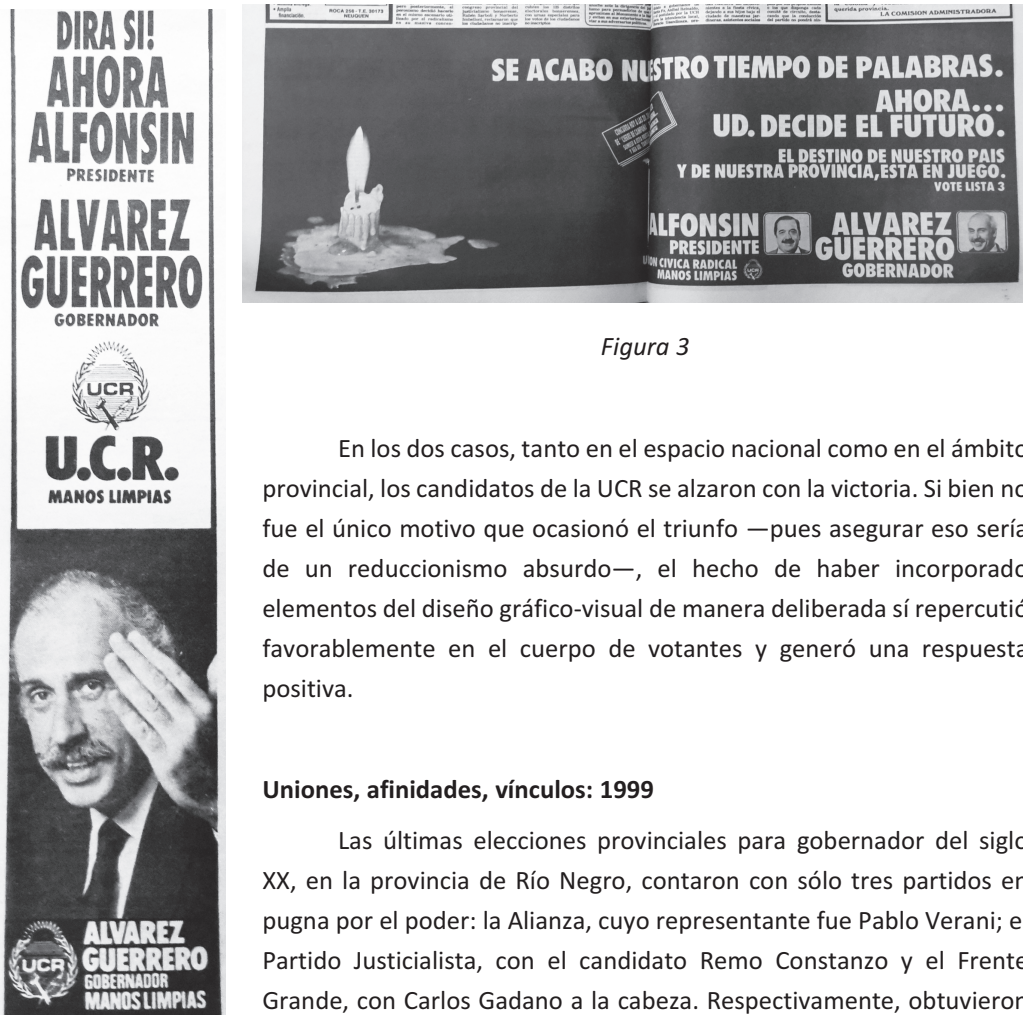 DIRA SI!
AHORA
ALFONSIN
PRESIDENTE
ALVAREZ
GUERRERO
GOBERNADOR
UCR
U.C.R.
MANOS LIMPIAS
UCR
ALVAREZ
GUERRERO
GOBERNADOR
MANOS LIMPIAS
• Amplia
financiación.
ROCA 256 - T.E. 30173
NEUQUEN
querida provincia.
LA COMISION ADMINISTRADORA
SE ACABO NUESTRO TIEMPO DE PALABRAS.
AHORA...
UD. DECIDE EL FUTURO.
EL DESTINO DE NUESTRO PAIS
Y DE NUESTRA PROVINCIA,ESTA EN JUEGO.
VOTE LISTA 3
ALFONSIN
PRESIDENTE
CIVICA RADICAL
MANOS LIMPIAS
UCR
ALVAREZ
GUERRERO
GOBERNADOR
Figura 3
En los dos casos, tanto en el espacio nacional como en el ámbito
provincial, los candidatos de la UCR se alzaron con la victoria. Si bien no
fue el único motivo que ocasionó el triunfo —pues asegurar eso sería
de un reduccionismo absurdo—, el hecho de haber incorporado
elementos del diseño gráfico-visual de manera deliberada sí repercutió
favorablemente en el cuerpo de votantes y generó una respuesta
positiva.
Uniones, afinidades, vínculos: 1999
Las últimas elecciones provinciales para gobernador del siglo
XX, en la provincia de Río Negro, contaron con sólo tres partidos en
pugna por el poder: la Alianza, cuyo representante fue Pablo Verani; el
Partido Justicialista, con el candidato Remo Constanzo y el Frente
Grande, con Carlos Gadano a la cabeza. Respectivamente, obtuvieron